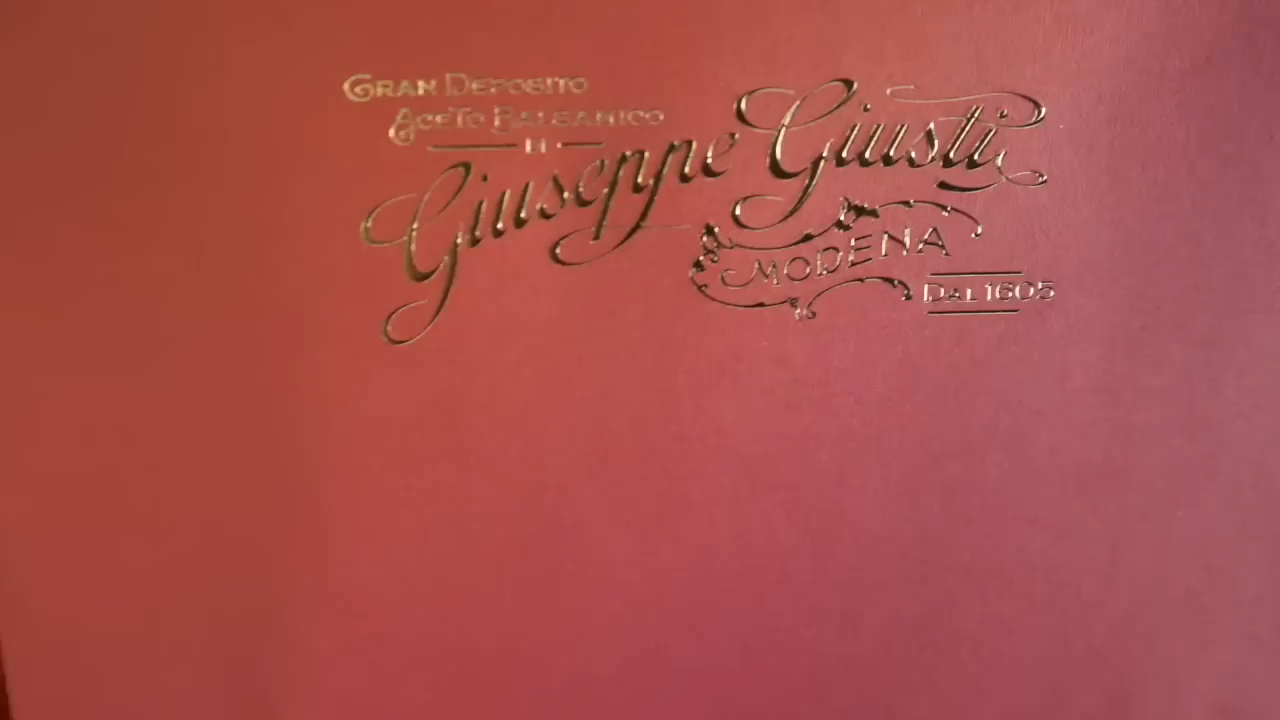 GRAN DEPOSITO
ACETO BALSAMICO
DI
Giuseppe Giusti
MODENA
DAL 1605